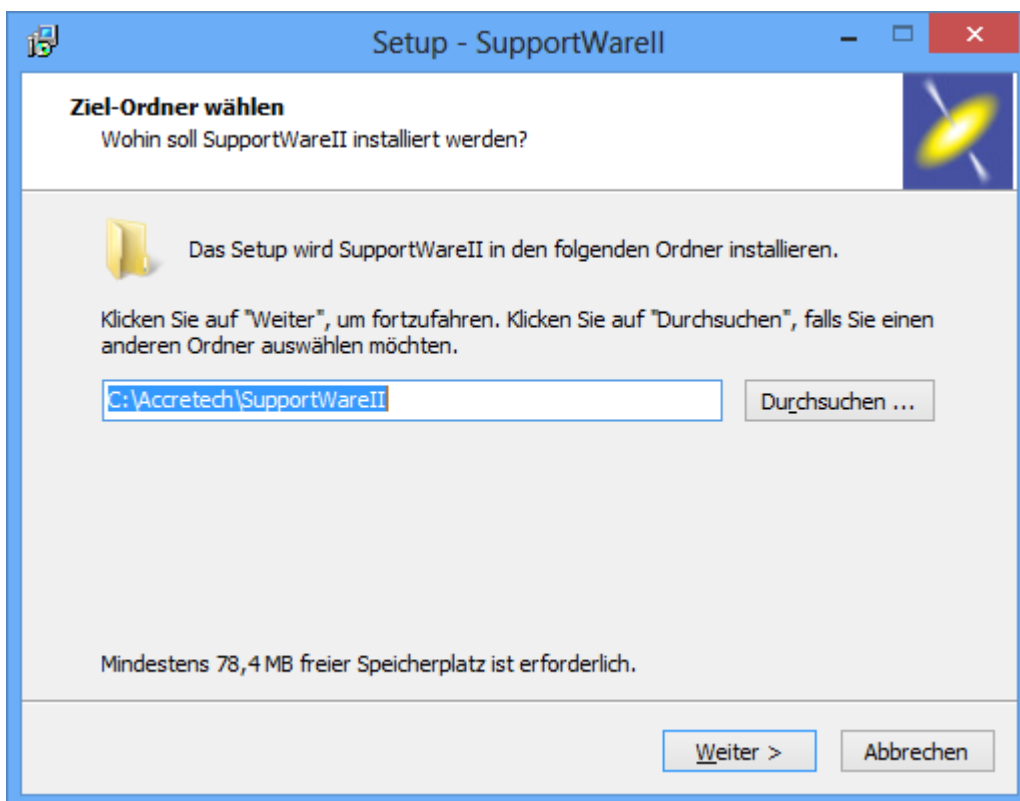 Setup - SupportWareII
Ziel-Ordner wählen
Wohin soll SupportWareII installiert werden?
Das Setup wird SupportWareII in den folgenden Ordner installieren.
Klicken Sie auf "Weiter", um fortzufahren. Klicken Sie auf "Durchsuchen", falls Sie einen
anderen Ordner auswählen möchten.
C:\Accretech\SupportWareII
Durchsuchen ...
Mindestens 78,4 MB freier Speicherplatz ist erforderlich.
Weiter >
Abbrechen